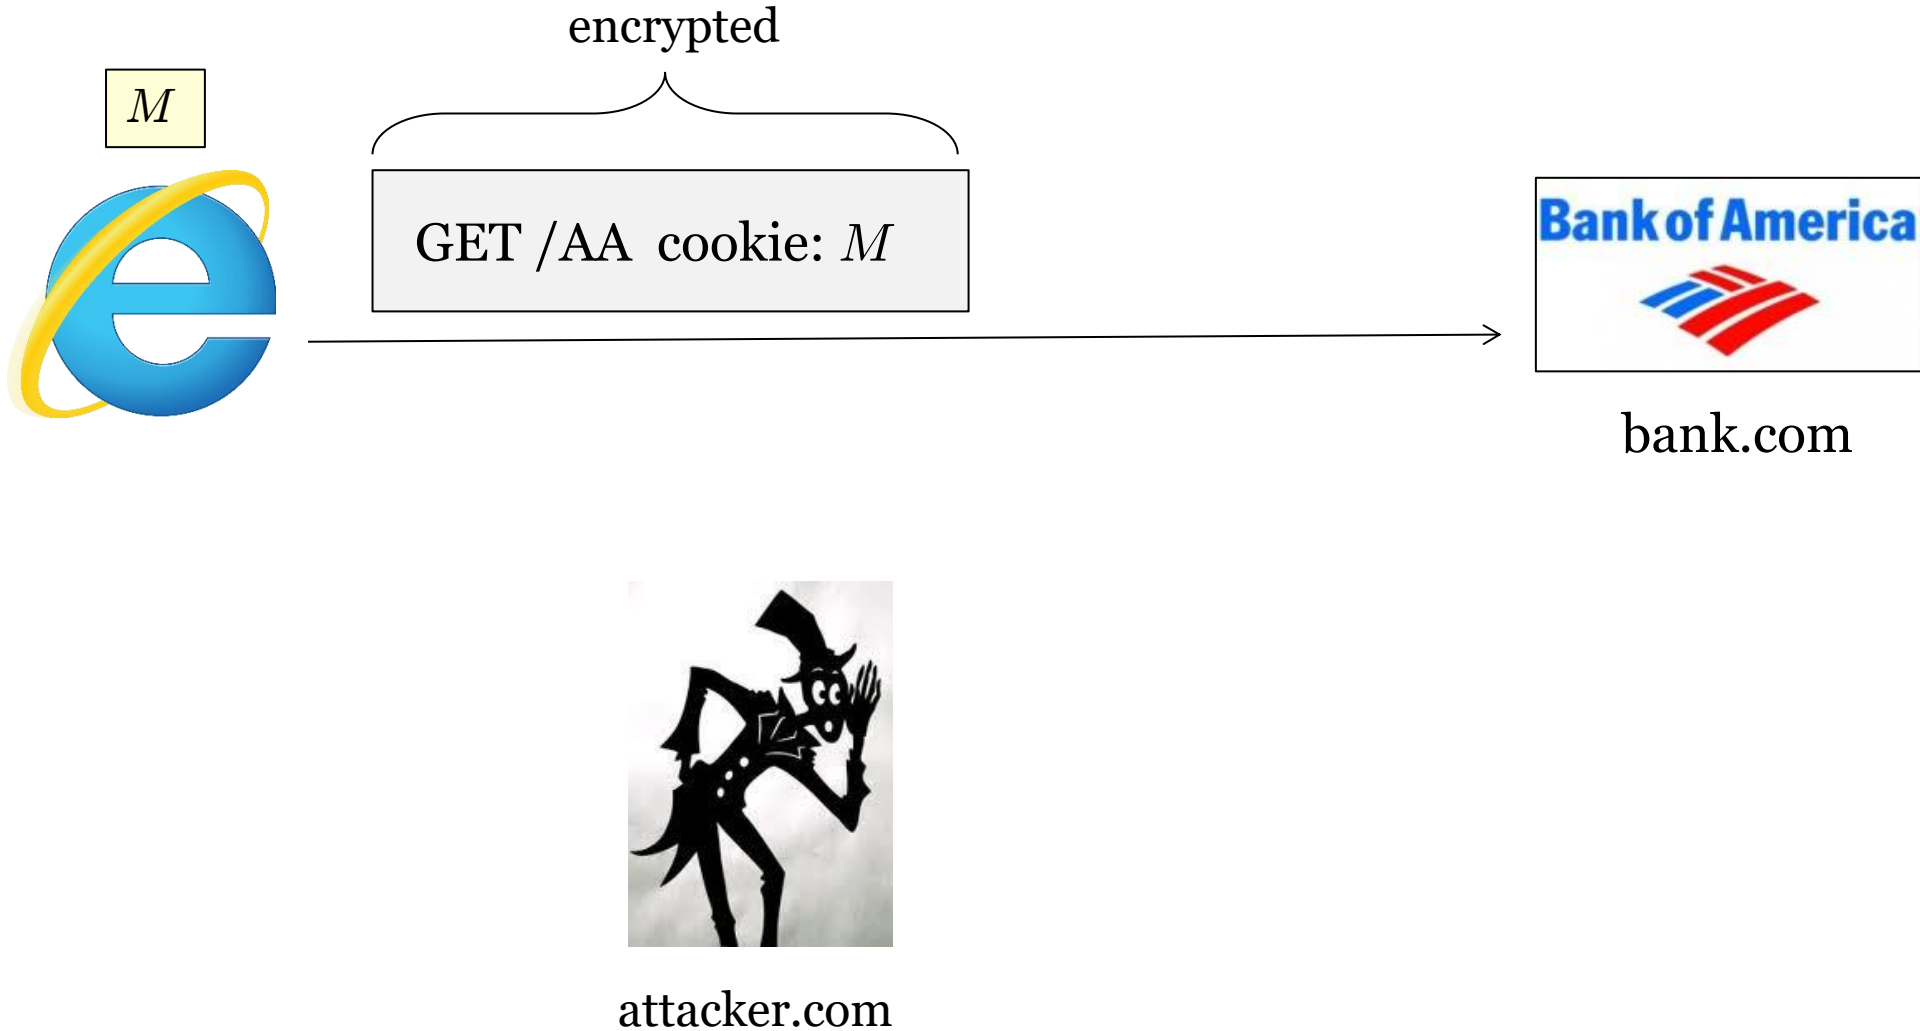 encrypted
M
GET /AA cookie: M
Bank of America
bank.com
attacker.com